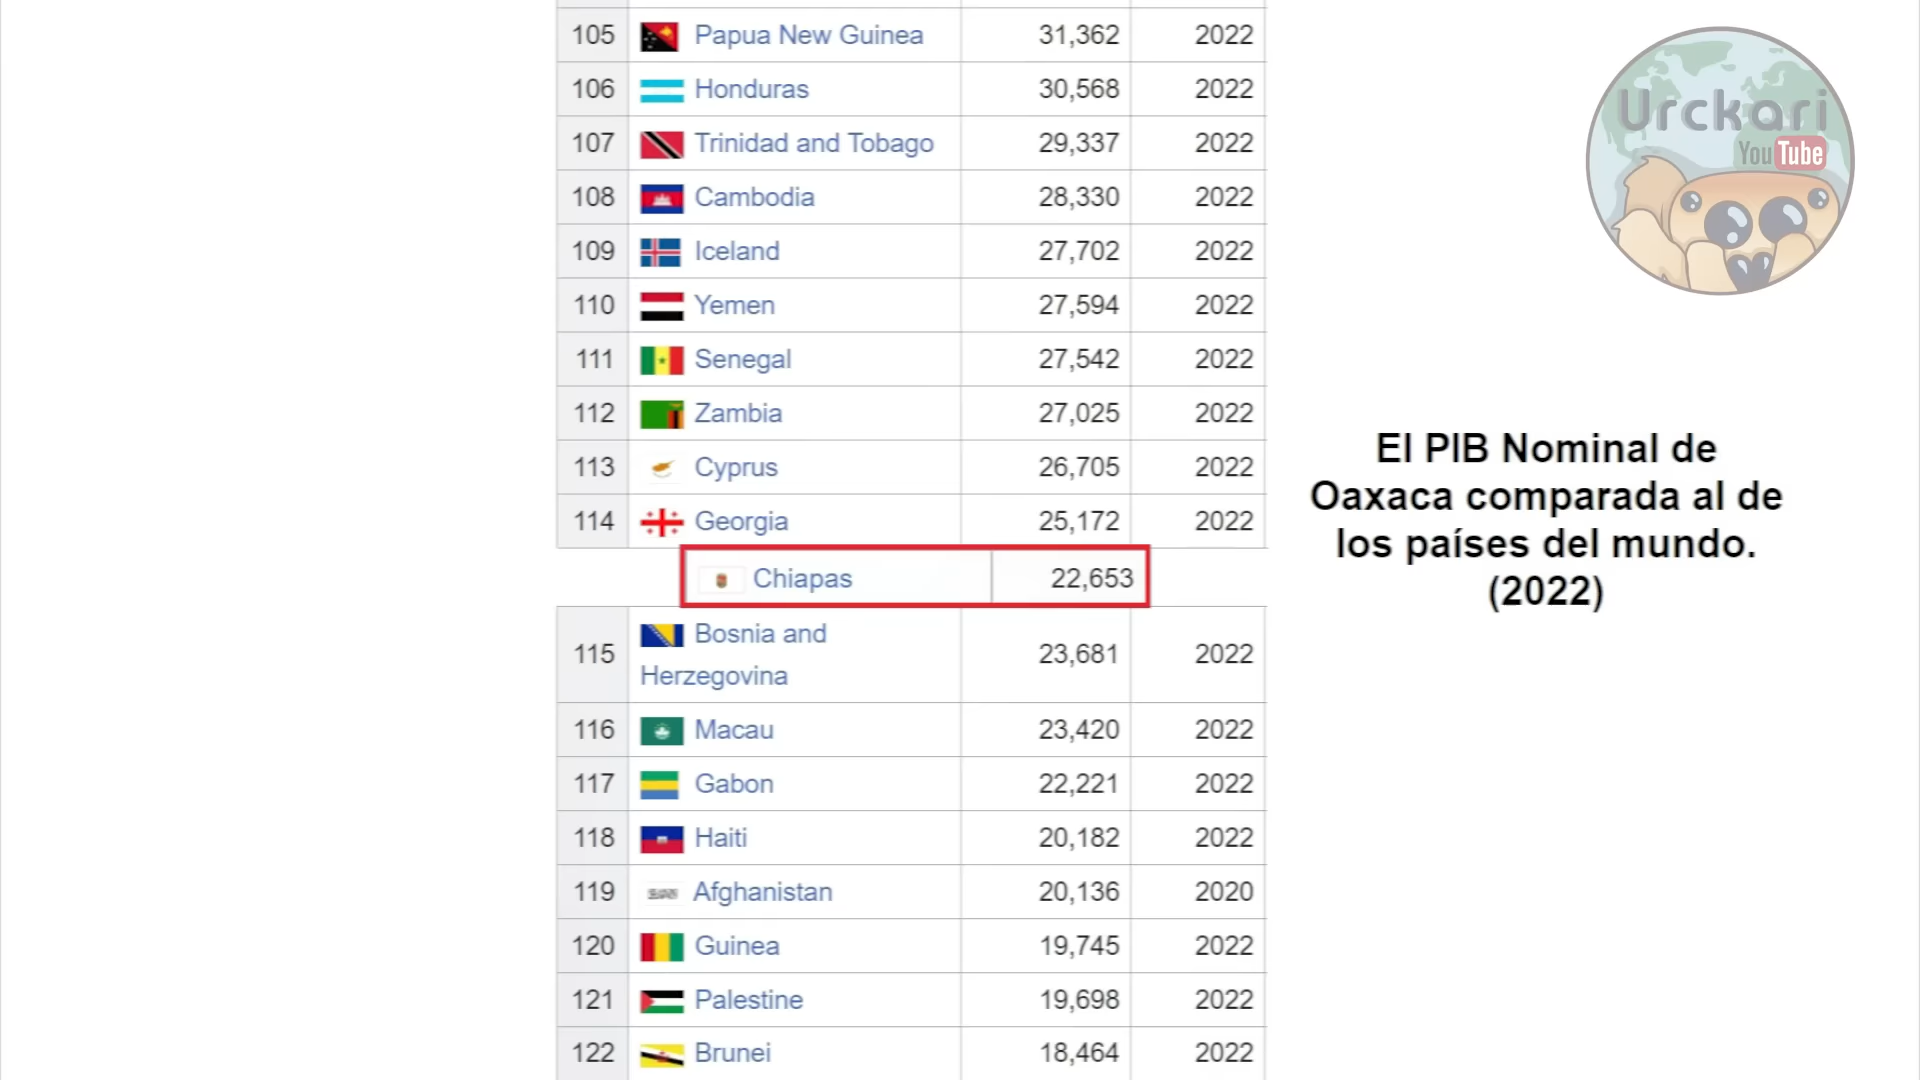 105 Papua New Guinea 31,362 2022
106 Honduras 30,568 2022
107 Trinidad and Tobago 29,337 2022
108 Cambodia 28,330 2022
109 Iceland 27,702 2022
110 Yemen 27,594 2022
111 Senegal 27,542 2022
112 Zambia 27,025 2022
113 Cyprus 26,705 2022
114 Georgia 25,172 2022
Chiapas 22,653
115 Bosnia and Herzegovina 23,681 2022
116 Macau 23,420 2022
117 Gabon 22,221 2022
118 Haiti 20,182 2022
119 Afghanistan 20,136 2020
120 Guinea 19,745 2022
121 Palestine 19,698 2022
122 Brunei 18,464 2022
Urckari
YouTube
El PIB Nominal de
Oaxaca comparada al de
los países del mundo.
(2022)